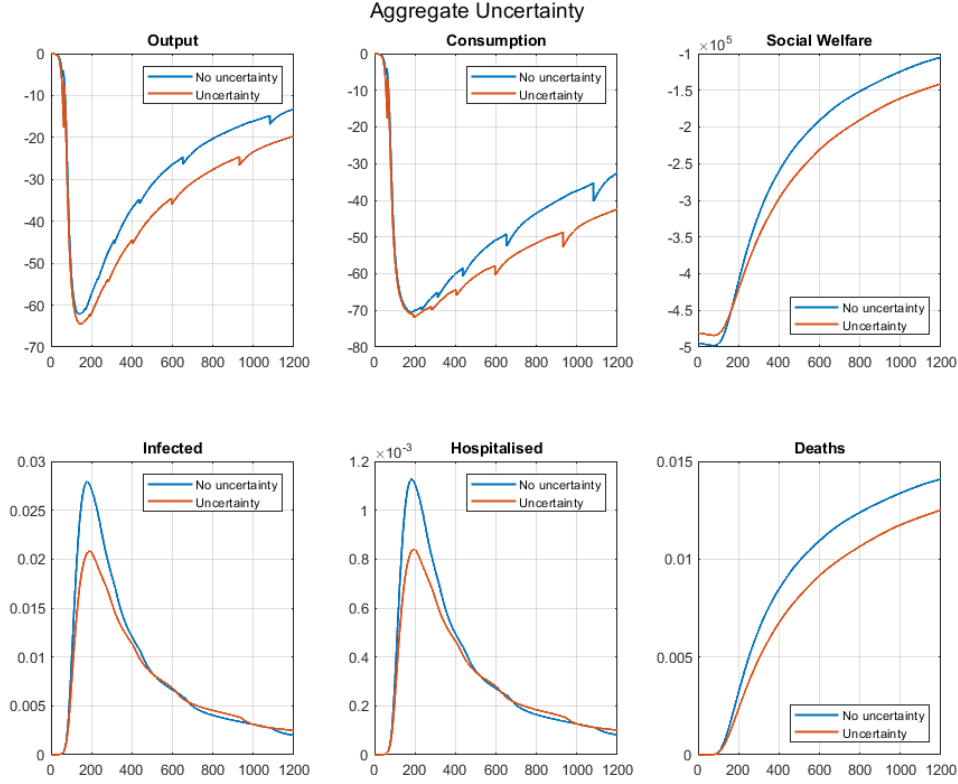 Aggregate Uncertainty
Output
0
-10
-20
-30
-40
-50
-60
-70
0 200 400 600 800 1000 1200
No uncertainty
Uncertainty
Consumption
0
-10
-20
-30
-40
-50
-60
-70
-80
0 200 400 600 800 1000 1200
No uncertainty
Uncertainty
Social Welfare
×10^5
-1
-1.5
-2
-2.5
-3
-3.5
-4
-4.5
-5
0 200 400 600 800 1000 1200
No uncertainty
Uncertainty
Infected
0.03
0.025
0.02
0.015
0.01
0.005
0
0 200 400 600 800 1000 1200
No uncertainty
Uncertainty
Hospitalised
×10^-3
1.2
1
0.8
0.6
0.4
0.2
0
0 200 400 600 800 1000 1200
No uncertainty
Uncertainty
Deaths
0.015
0.01
0.005
0
0 200 400 600 800 1000 1200
No uncertainty
Uncertainty